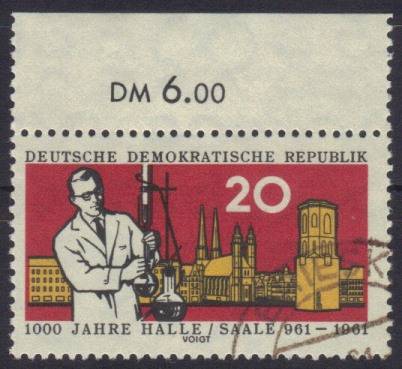 DM 6.00
DEUTSCHE DEMOKRATISCHE REPUBLIK
20
1000 JAHRE HALLE / SAALE 961 – 1961
VOIGT